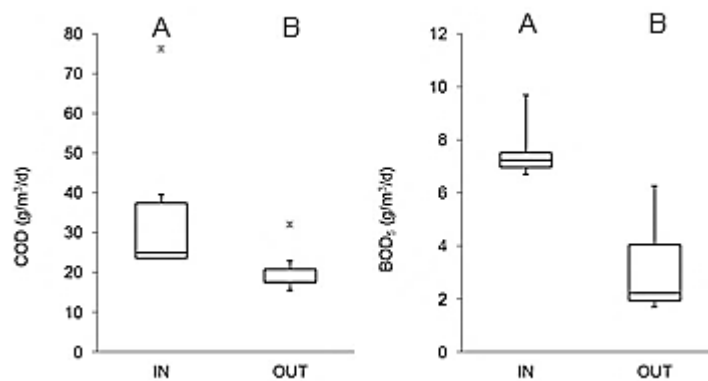 A B
80
70
60
50
40
30
20
10
0
COD (g/m³/d)
IN OUT
A B
12
10
8
6
4
2
0
BOD₅ (g/m³/d)
IN OUT